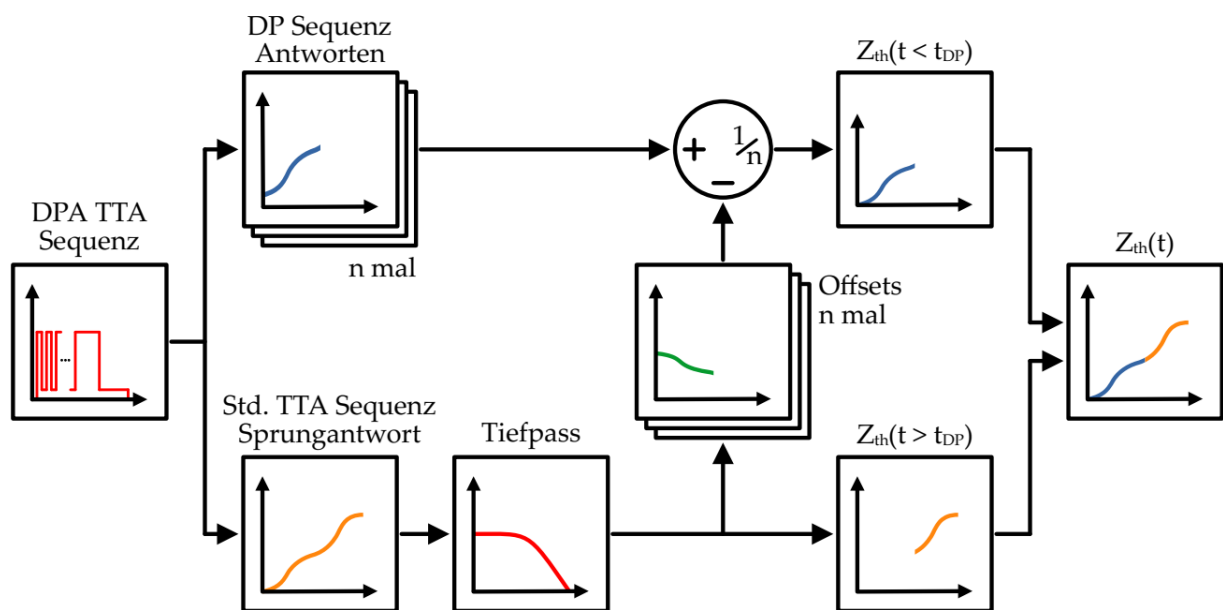 DP Sequenz
Antworten
n mal
DPA TTA
Sequenz
...
Std. TTA Sequenz
Sprungantwort
Tiefpass
+ 1/n
−
Offsets
n mal
Zth(t < tDP)
Zth(t > tDP)
Zth(t)